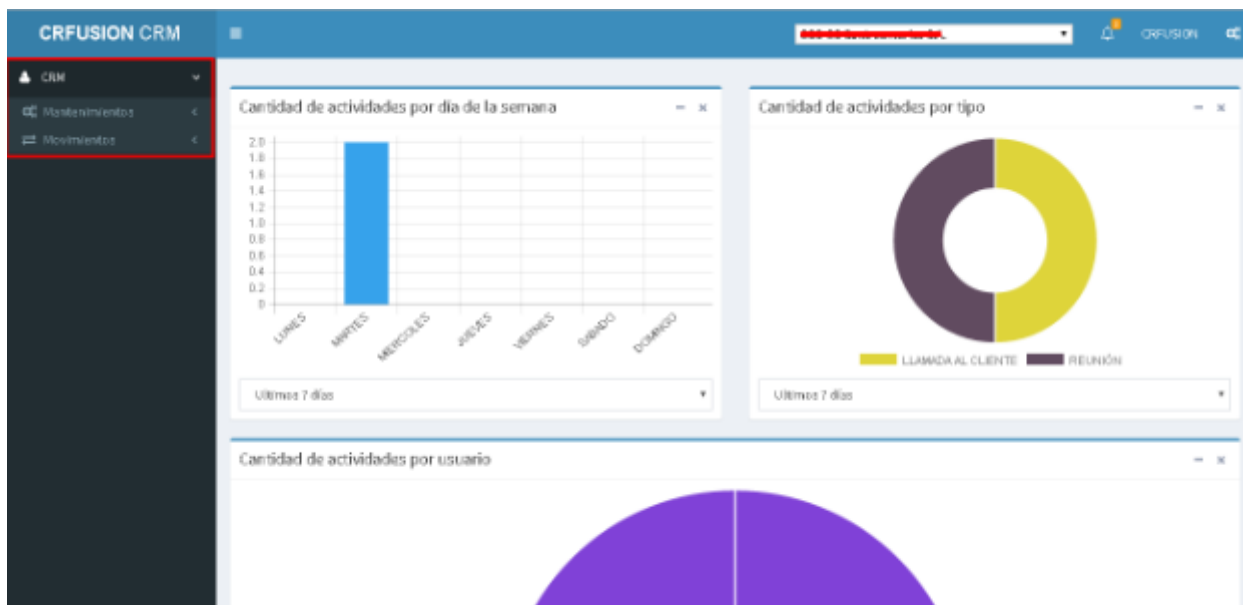 CRFUSION CRM
CRFUSION
CRM
Mantenimientos
Movimientos
Cantidad de actividades por día de la semana
2.0
1.8
1.6
1.4
1.2
1.0
0.8
0.6
0.4
0.2
0
LUNES MARTES MIERCOLES JUEVES VIERNES SABADO DOMINGO
Ultimos 7 días
Cantidad de actividades por tipo
LLAMADA AL CLIENTE REUNIÓN
Ultimos 7 días
Cantidad de actividades por usuario